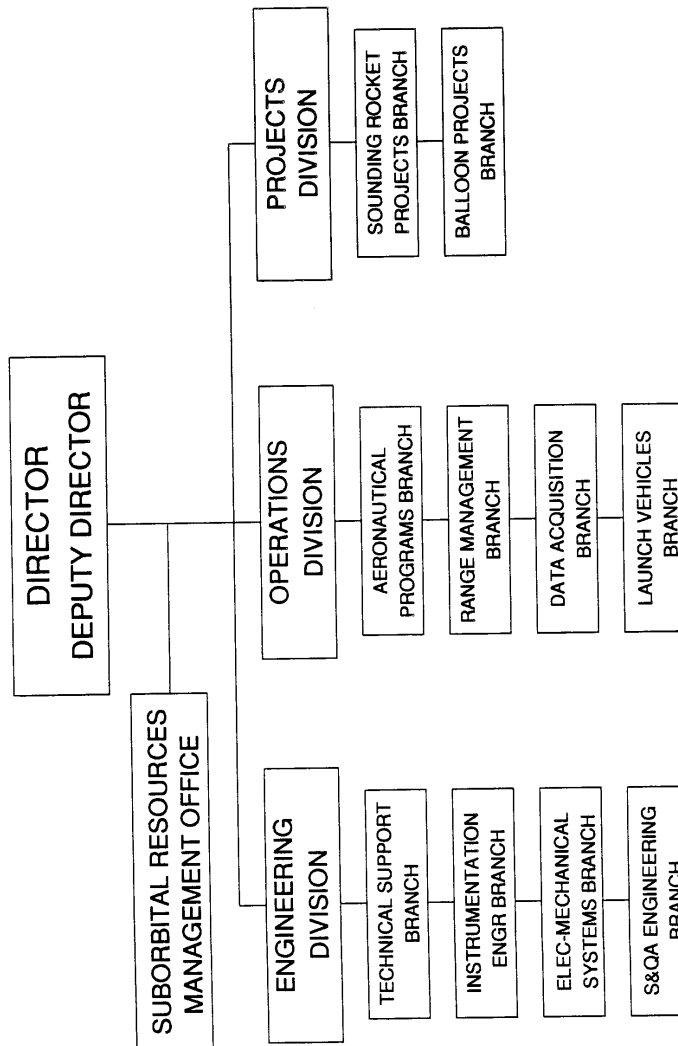 DIRECTOR
DEPUTY DIRECTOR
SUBORBITAL RESOURCES
MANAGEMENT OFFICE
ENGINEERING
DIVISION
TECHNICAL SUPPORT
BRANCH
INSTRUMENTATION
ENGR BRANCH
ELEC-MECHANICAL
SYSTEMS BRANCH
S&QA ENGINEERING
BRANCH
OPERATIONS
DIVISION
AERONAUTICAL
PROGRAMS BRANCH
RANGE MANAGEMENT
BRANCH
DATA ACQUISITION
BRANCH
LAUNCH VEHICLES
BRANCH
PROJECTS
DIVISION
SOUNDING ROCKET
PROJECTS BRANCH
BALLOON PROJECTS
BRANCH